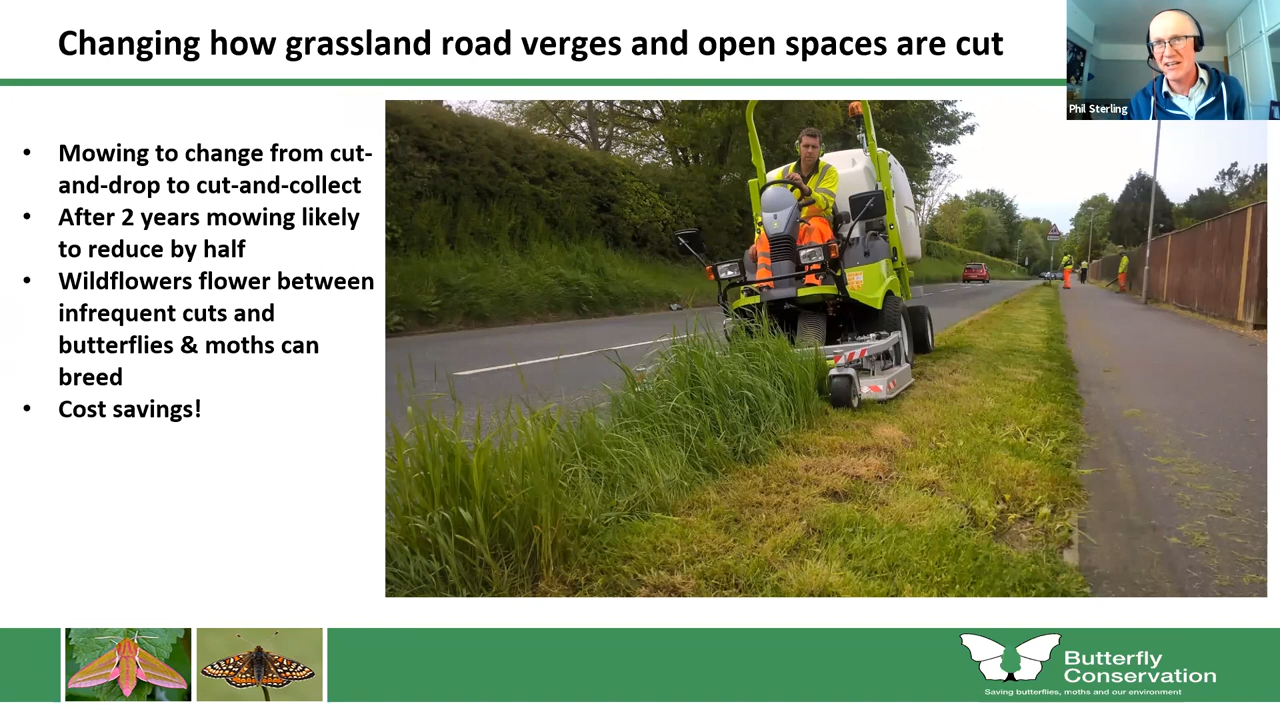 Changing how grassland road verges and open spaces are cut
Phil Sterling
• Mowing to change from cut-
and-drop to cut-and-collect
• After 2 years mowing likely
to reduce by half
• Wildflowers flower between
infrequent cuts and
butterflies & moths can
breed
• Cost savings!
Butterfly
Conservation
Saving butterflies, moths and our environment